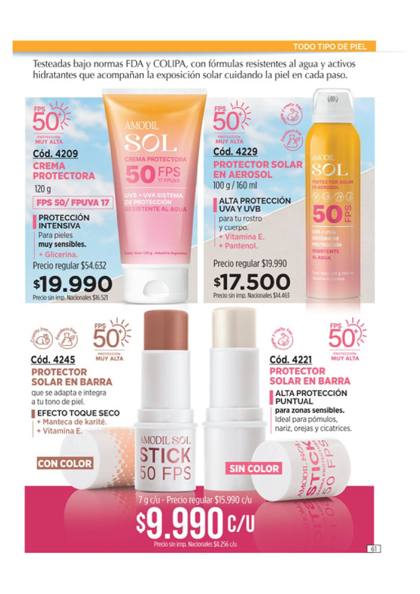 TODO TIPO DE PIEL
Testeadas bajo normas FDA y COLIPA, con fórmulas resistentes al agua y activos
hidratantes que acompañan la exposición solar cuidando la piel en cada paso.
FPS
50+
PROTECCIÓN
MUY ALTA
Cód. 4209
CREMA
PROTECTORA
120 g
FPS 50/ FPUVA 17
PROTECCIÓN
INTENSIVA
Para pieles
muy sensibles.
+ Glicerina.
Precio regular $54.632
$19.990
Precio sin imp. Nacionales $16.521
AMODIL
SOL
CREMA PROTECTORA
50 FPS
UVB + UVA SISTEMA
DE PROTECCIÓN
RESISTENTE AL AGUA
FPS
50+
PROTECCIÓN
MUY ALTA
Cód. 4229
PROTECTOR SOLAR
EN AEROSOL
100 g / 160 ml
ALTA PROTECCIÓN
UVA Y UVB
para tu rostro
y cuerpo.
+ Vitamina E.
+ Pantenol.
Precio regular $19.990
$17.500
Precio sin imp. Nacionales $14.463
AMODIL
SOL
PROTECTOR SOLAR
EN AEROSOL
50 FPS
RESISTENTE
AL AGUA
FPS
50+
PROTECCIÓN
MUY ALTA
Cód. 4245
PROTECTOR
SOLAR EN BARRA
que se adapta e integra
a tu tono de piel.
EFECTO TOQUE SECO
+ Manteca de karité.
+ Vitamina E.
CON COLOR
AMODIL SOL
STICK
50 FPS
FPS
50+
PROTECCIÓN
MUY ALTA
Cód. 4221
PROTECTOR
SOLAR EN BARRA
ALTA PROTECCIÓN
PUNTUAL
para zonas sensibles.
Ideal para pómulos,
nariz, orejas y cicatrices.
SIN COLOR
STICK
50 FPS
7 g c/u - Precio regular $15.990 c/u
$9.990 C/U
Precio sin imp. Nacionales $8.256 c/u
61